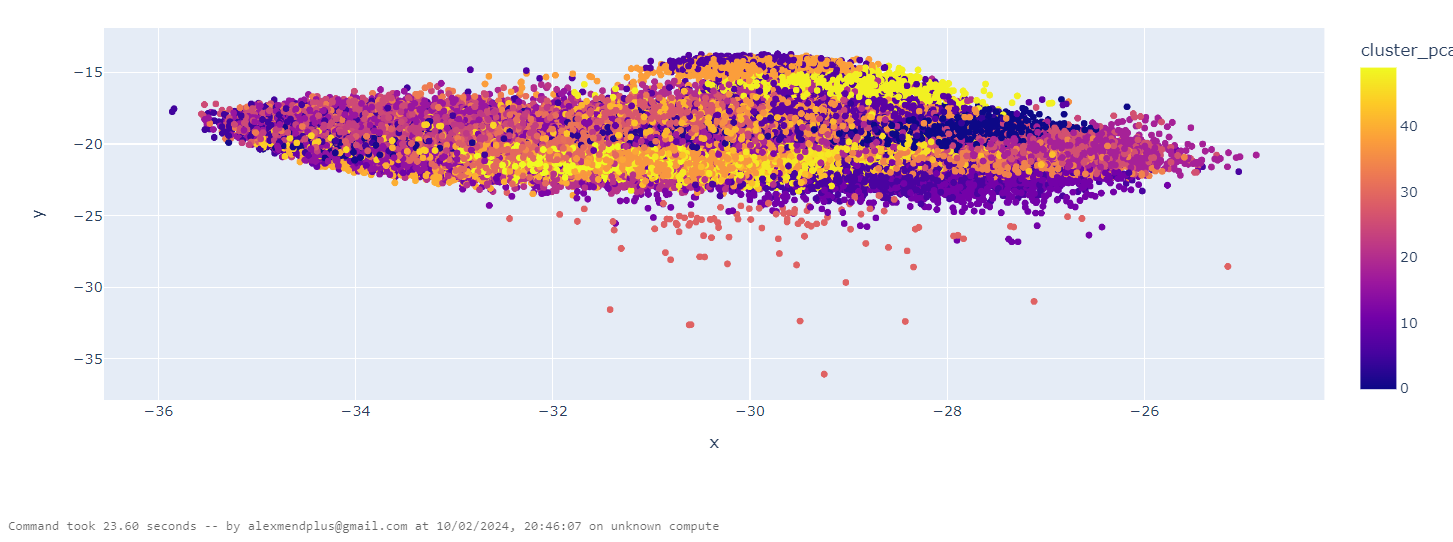 cluster_pca
−15
−20
−25
−30
−35
y
−36 −34 −32 −30 −28 −26
x
40
30
20
10
0
Command took 23.60 seconds -- by alexmendplus@gmail.com at 10/02/2024, 20:46:07 on unknown compute